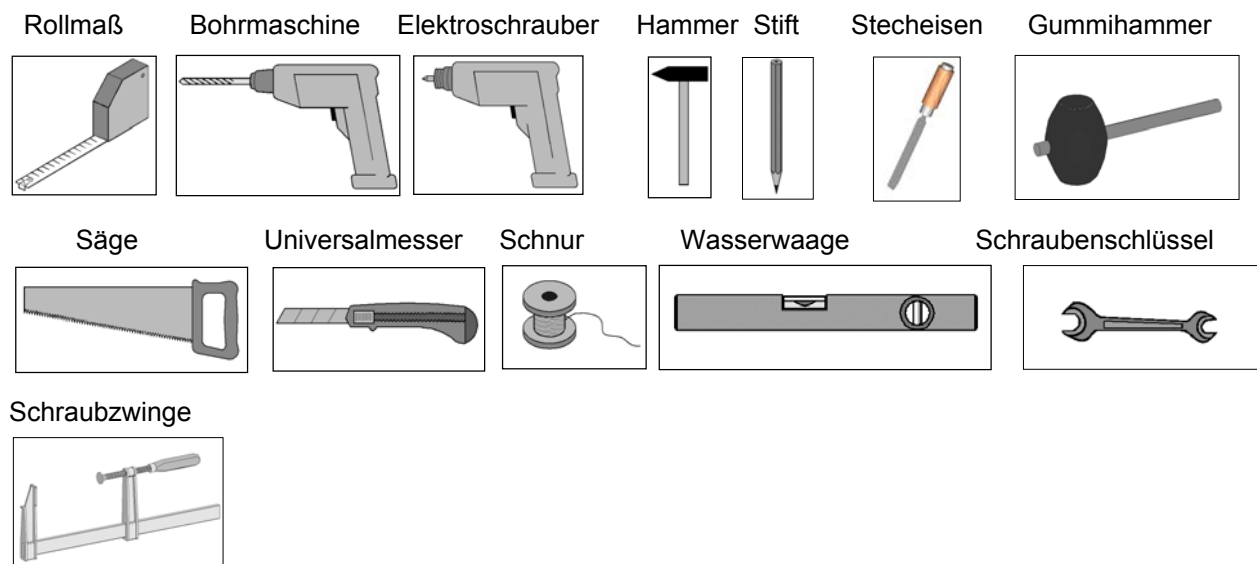 Rollmaß Bohrmaschine Elektroschrauber Hammer Stift Stecheisen Gummihammer
Säge Universalmesser Schnur Wasserwaage Schraubenschlüssel
Schraubzwinge